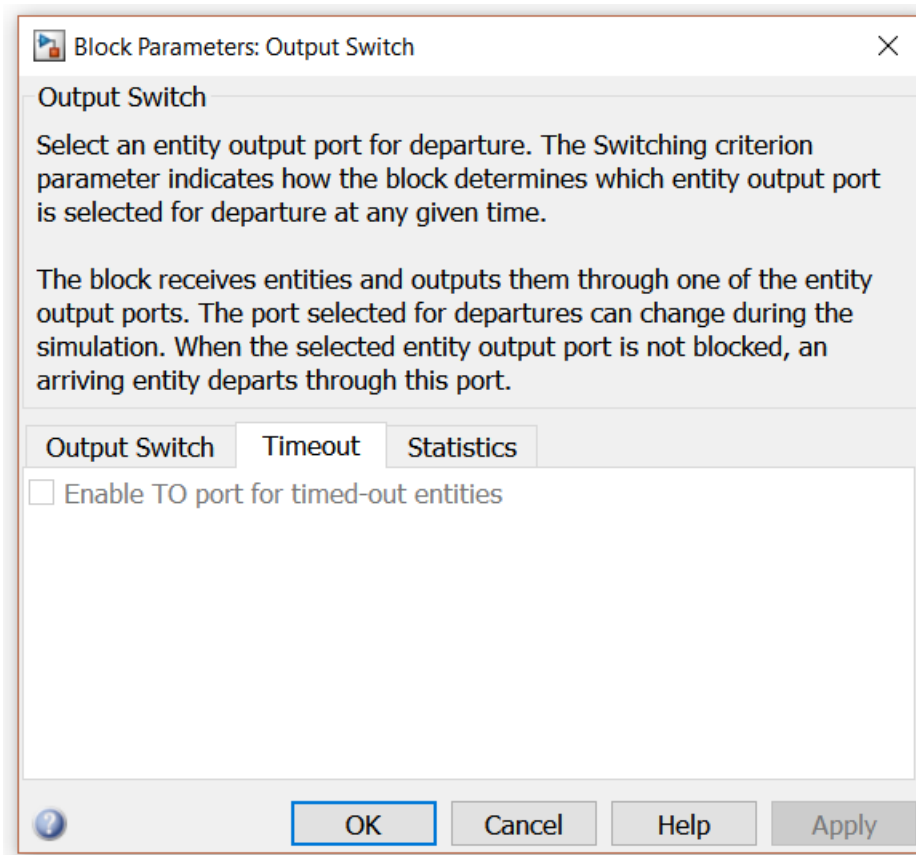 Block Parameters: Output Switch
Output Switch
Select an entity output port for departure. The Switching criterion
parameter indicates how the block determines which entity output port
is selected for departure at any given time.
The block receives entities and outputs them through one of the entity
output ports. The port selected for departures can change during the
simulation. When the selected entity output port is not blocked, an
arriving entity departs through this port.
Output Switch Timeout Statistics
Enable TO port for timed-out entities
? OK Cancel Help Apply